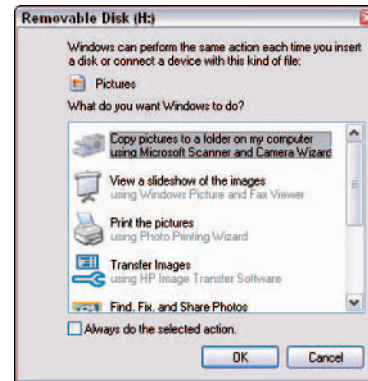 Removable Disk (H:)
Windows can perform the same action each time you insert
a disk or connect a device with this kind of file:
Pictures
What do you want Windows to do?
Copy pictures to a folder on my computer
using Microsoft Scanner and Camera Wizard
View a slideshow of the images
using Windows Picture and Fax Viewer
Print the pictures
using Photo Printing Wizard
Transfer Images
using HP Image Transfer Software
Find, Fix, and Share Photos
Always do the selected action.
OK
Cancel